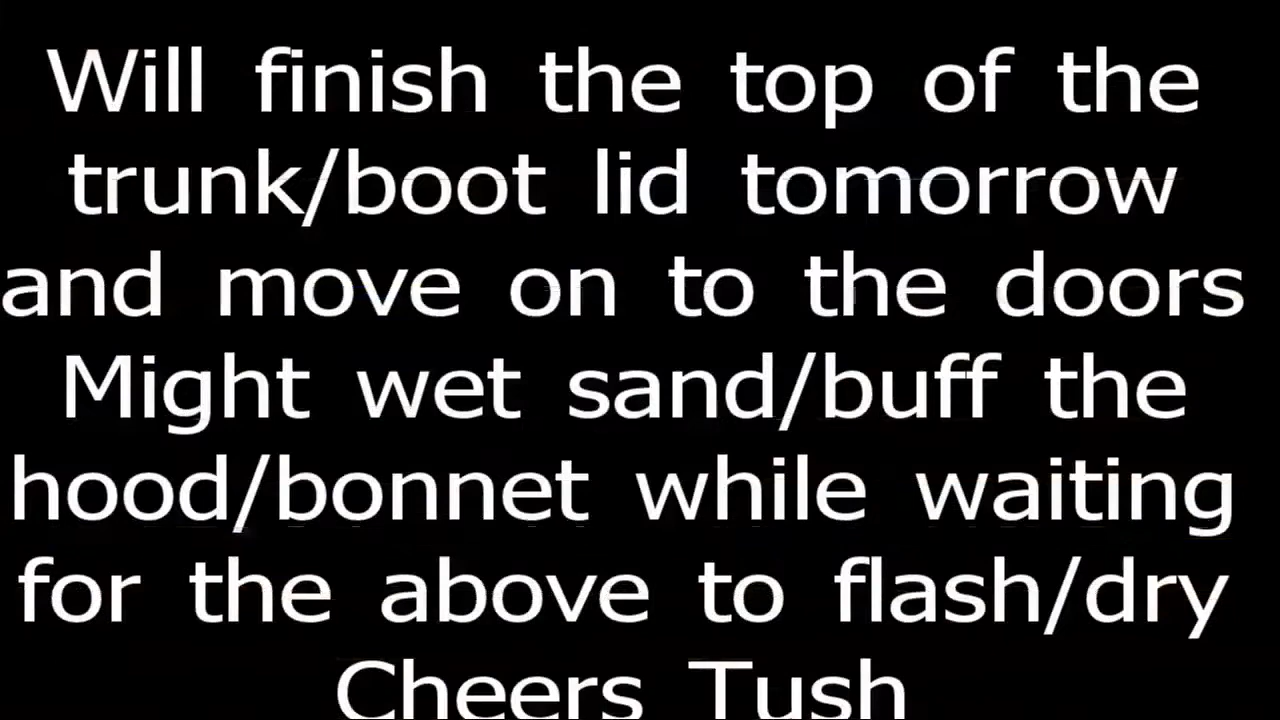 Will finish the top of the
trunk/boot lid tomorrow
and move on to the doors
Might wet sand/buff the
hood/bonnet while waiting
for the above to flash/dry
Cheers Tush